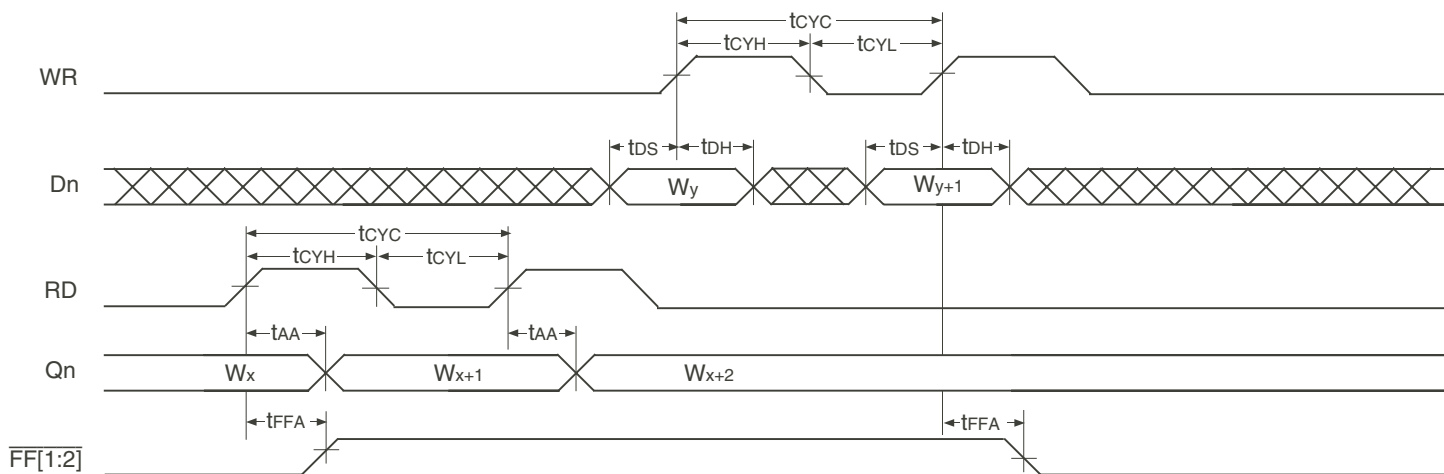 tCYC
tCYH tCYL
WR
tDS tDH tDS tDH
Dn Wy Wy+1
tCYC
tCYH tCYL
RD
tAA tAA
Qn Wx Wx+1 Wx+2
tFFA tFFA
FF[1:2]